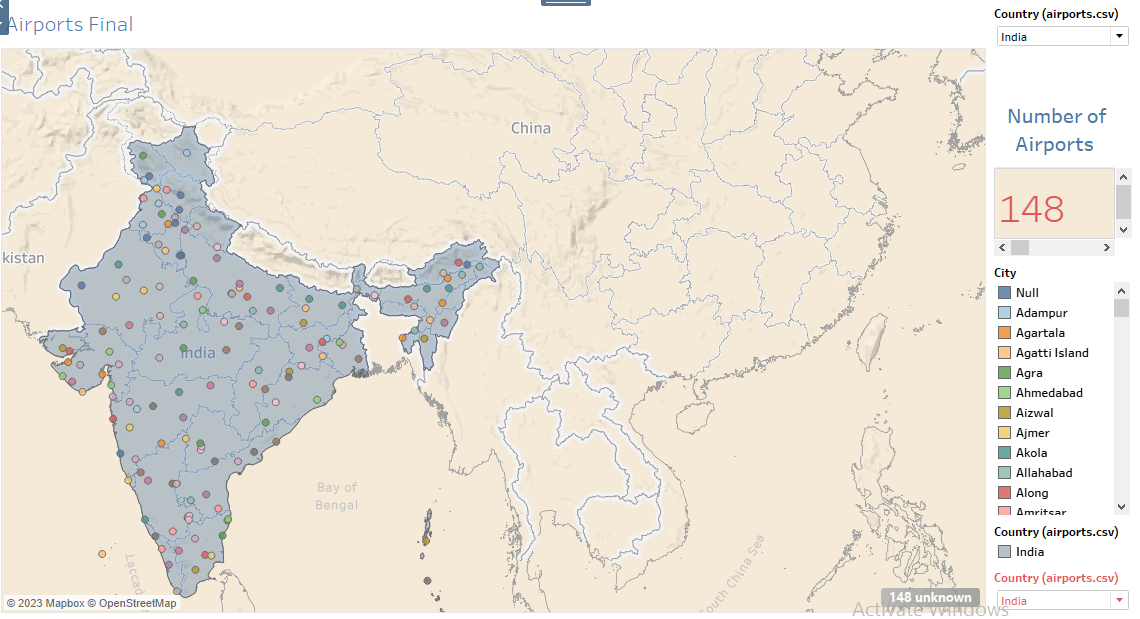 Airports Final
Country (airports.csv)
India
China
Number of
Airports
148
kistan
City
Null
Adampur
Agartala
Agatti Island
Agra
Ahmedabad
Aizwal
Ajmer
Akola
Allahabad
Along
Amritsar
India
Bay of
Bengal
Laccad
outh China Sea
Country (airports.csv)
India
Country (airports.csv)
India
148 unknown
© 2023 Mapbox © OpenStreetMap
Activate Windows